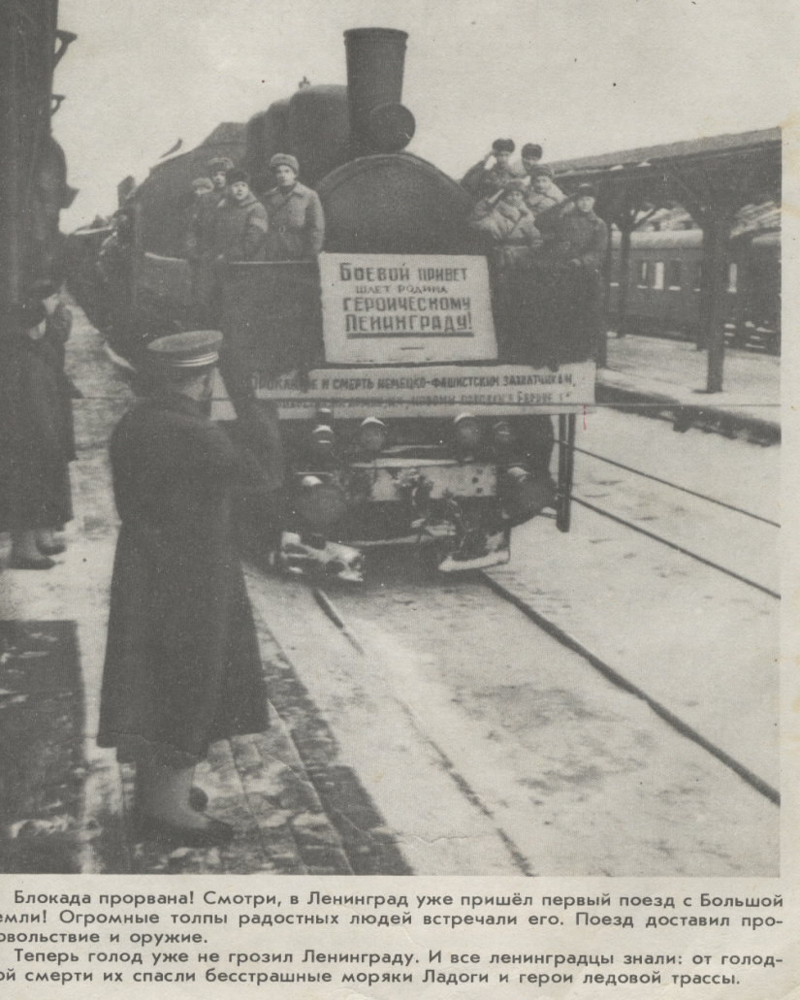 БОЕВОЙ ПРИВЕТ
ШЛЕТ РОДИНА
ГЕРОИЧЕСКОМУ
ЛЕНИНГРАДУ!
И СМЕРТЬ НЕМЕЦКО-ФАШИСТСКИМ ЗАХВАТЧИКАМ,
Блокада прорвана! Смотри, в Ленинград уже пришёл первый поезд с Большой
емли! Огромные толпы радостных людей встречали его. Поезд доставил про-
овольствие и оружие.
Теперь голод уже не грозил Ленинграду. И все ленинградцы знали: от голод-
ой смерти их спасли бесстрашные моряки Ладоги и герои ледовой трассы.